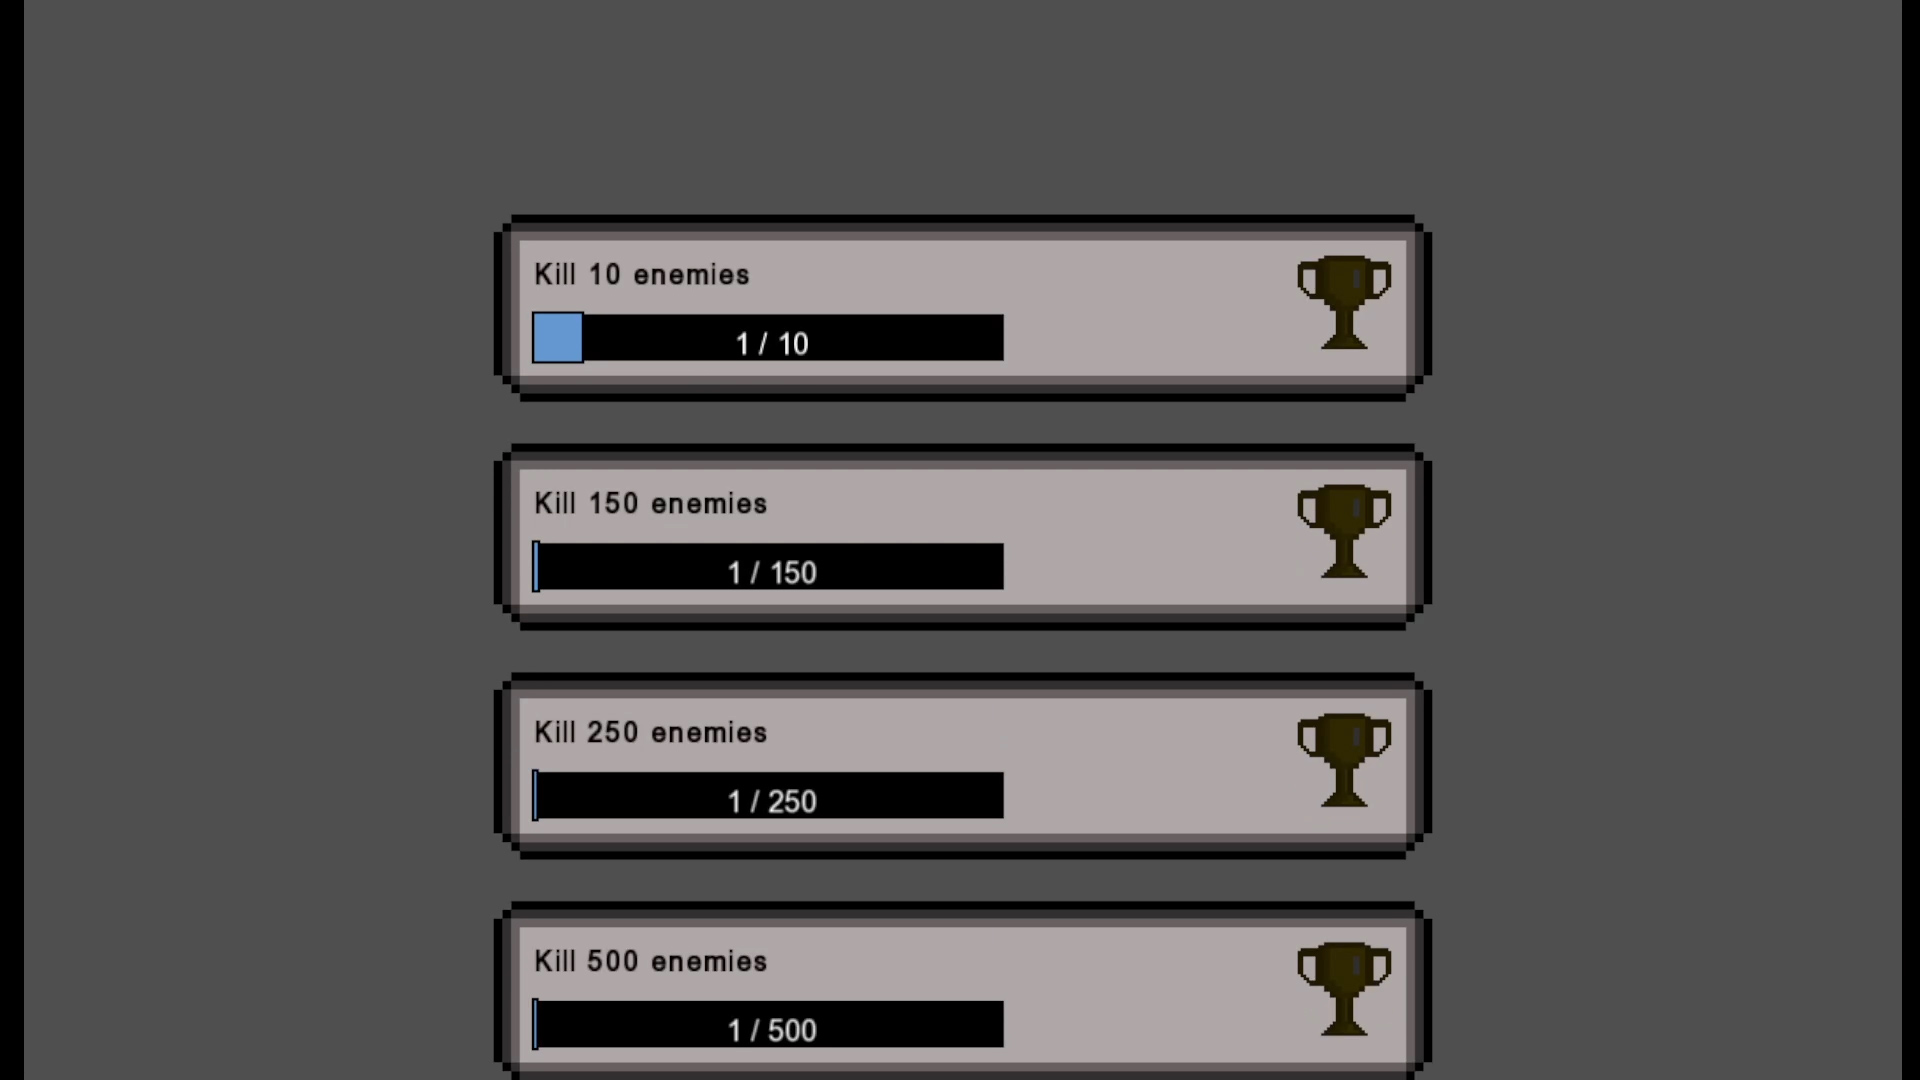 Kill 10 enemies
1 / 10
Kill 150 enemies
1 / 150
Kill 250 enemies
1 / 250
Kill 500 enemies
1 / 500